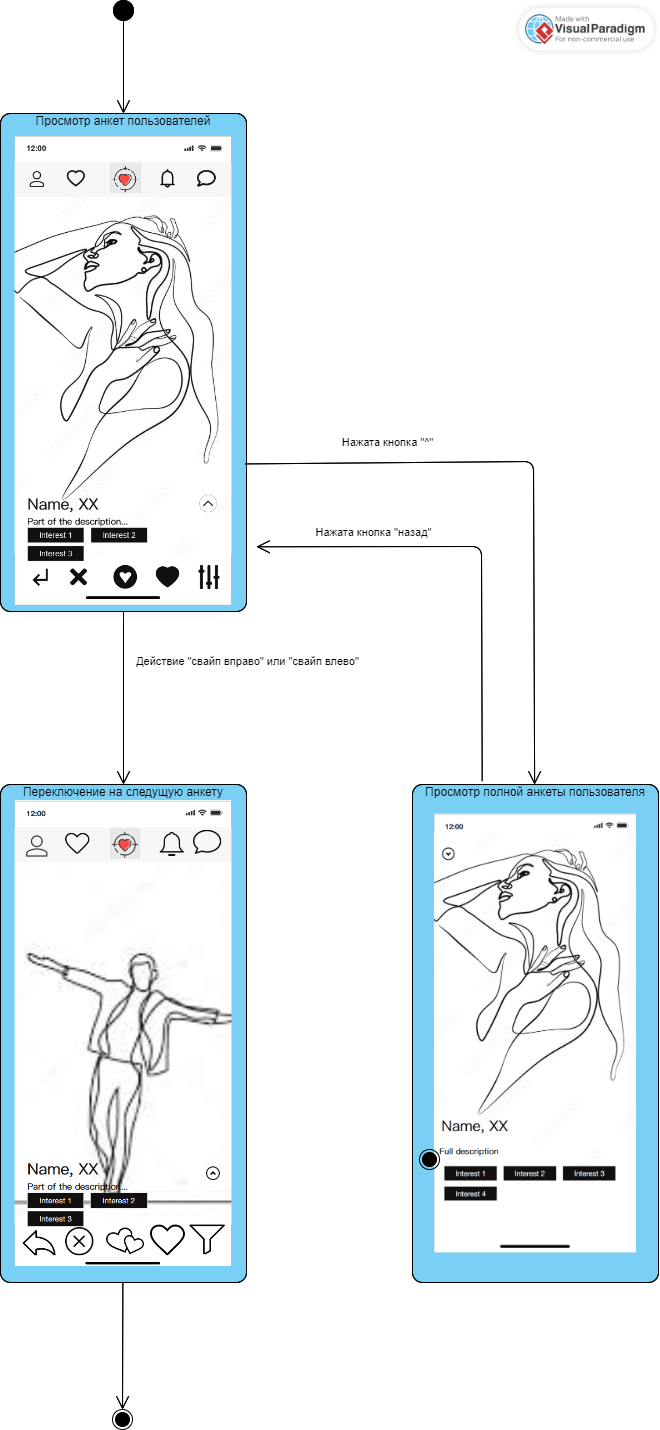 Made with
VisualParadigm
For non-commercial use
Просмотр анкет пользователей
12:00
Name, XX
Part of the description...
Interest 1
Interest 2
Interest 3
Нажата кнопка "^"
Нажата кнопка "назад"
Действие "свайп вправо" или "свайп влево"
Переключение на следущую анкету
12:00
Name, XX
Part of the description...
Interest 1
Interest 2
Interest 3
Просмотр полной анкеты пользователя
12:00
Name, XX
Full description
Interest 1
Interest 2
Interest 3
Interest 4